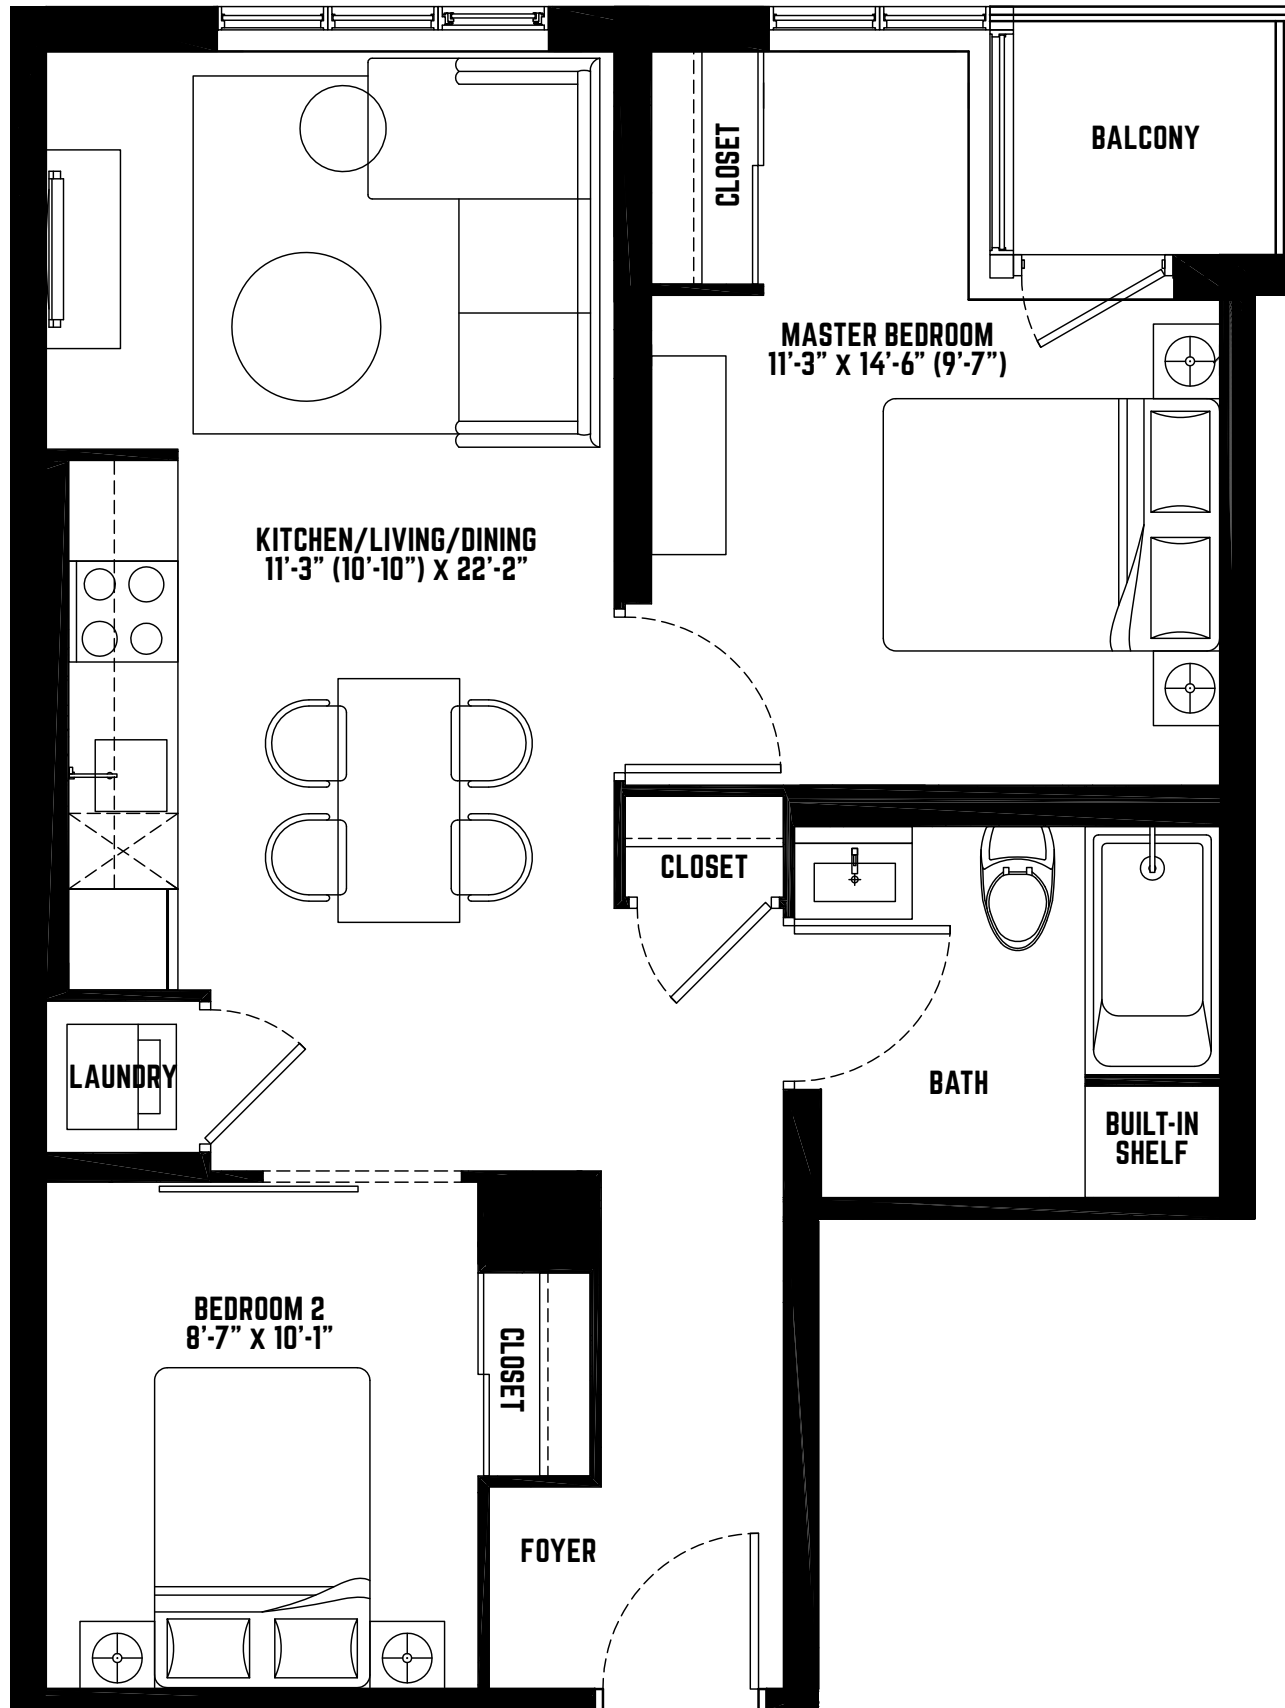 CLOSET
BALCONY
MASTER BEDROOM
11'-3" X 14'-6" (9'-7")
KITCHEN/LIVING/DINING
11'-3" (10'-10") X 22'-2"
CLOSET
LAUNDRY
BATH
BUILT-IN
SHELF
BEDROOM 2
8'-7" X 10'-1"
CLOSET
FOYER